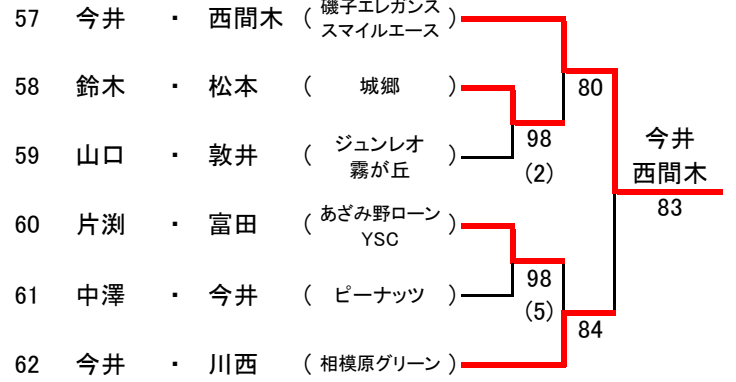 57 今井 ・ 西間木 ( 磯子エレガンス
スマイルエース )
80
58 鈴木 ・ 松本 ( 城郷 )
98
(2)
59 山口 ・ 敦井 ( ジュンレオ
霧が丘 )
今井
西間木
83
60 片渕 ・ 富田 ( あざみ野ローン
YSC )
98
(5)
61 中澤 ・ 今井 ( ピーナッツ )
84
62 今井 ・ 川西 ( 相模原グリーン )